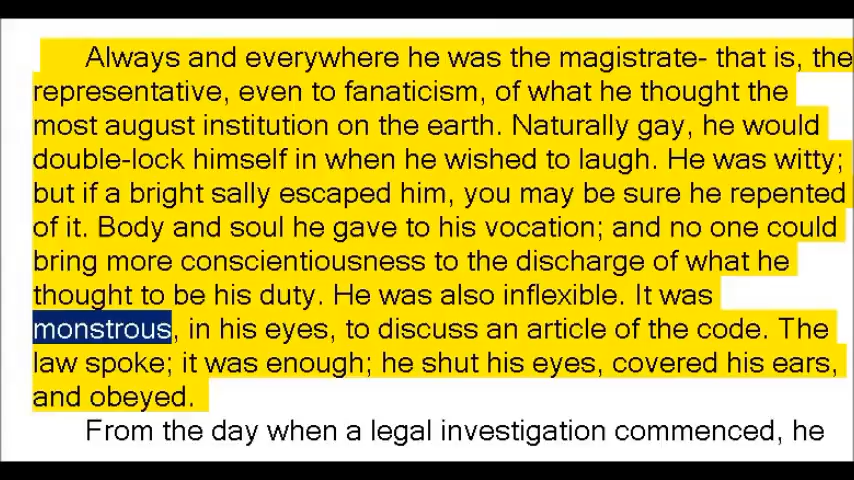 Always and everywhere he was the magistrate- that is, the
representative, even to fanaticism, of what he thought the
most august institution on the earth. Naturally gay, he would
double-lock himself in when he wished to laugh. He was witty;
but if a bright sally escaped him, you may be sure he repented
of it. Body and soul he gave to his vocation; and no one could
bring more conscientiousness to the discharge of what he
thought to be his duty. He was also inflexible. It was
monstrous, in his eyes, to discuss an article of the code. The
law spoke; it was enough; he shut his eyes, covered his ears,
and obeyed.
From the day when a legal investigation commenced, he